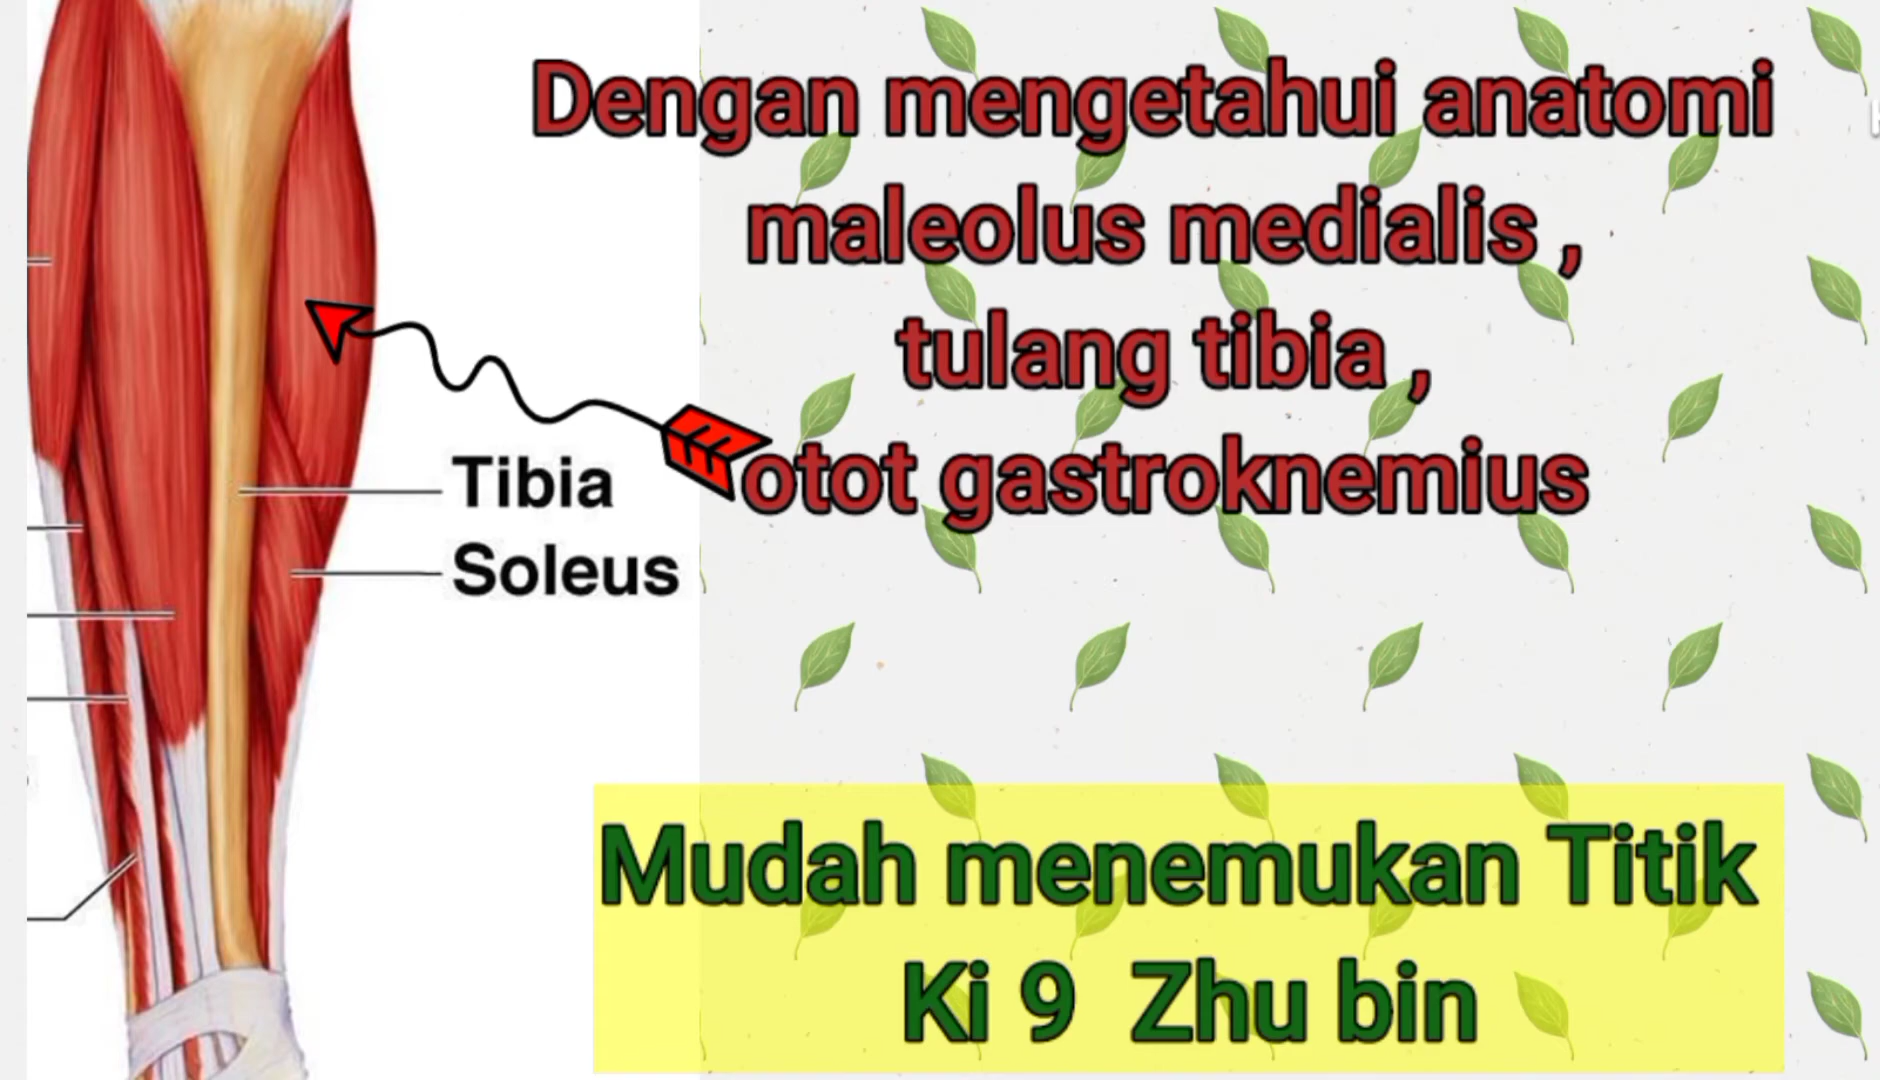 Dengan mengetahui anatomi
maleolus medialis ,
tulang tibia ,
otot gastroknemius
Tibia
Soleus
Mudah menemukan Titik
Ki 9 Zhu bin